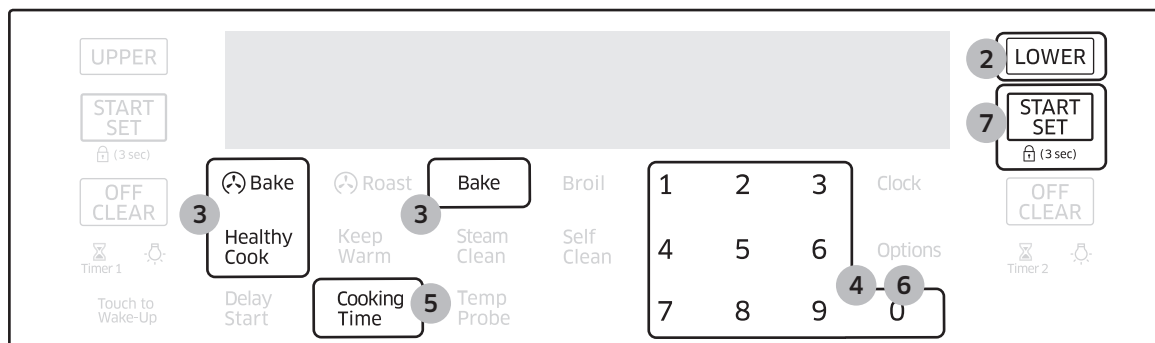 UPPER
2 LOWER
START
SET
(3 sec)
7 START
SET
(3 sec)
OFF
CLEAR
Timer 1
Touch to
Wake-Up
3 Bake
Healthy
Cook
Delay
Start
Roast
Keep
Warm
Cooking
Time 5
3 Bake
Steam
Clean
Temp
Probe
Broil
Self
Clean
1 2 3
4 5 6
4 6
7 8 9 0
Clock
Options
OFF
CLEAR
Timer 2